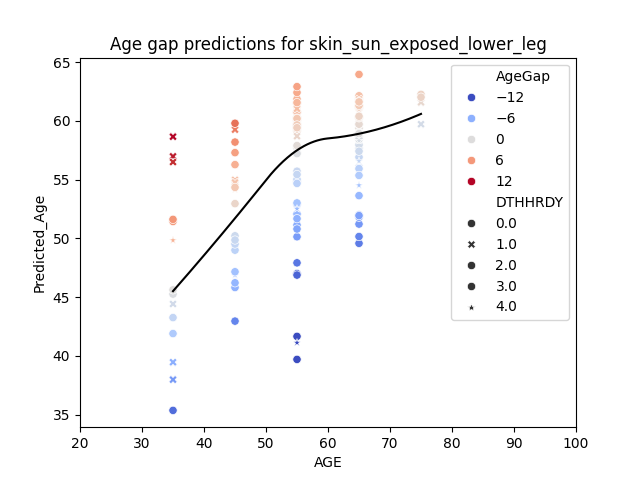 Age gap predictions for skin_sun_exposed_lower_leg
65
60
55
50
45
40
35
Predicted_Age
20 30 40 50 60 70 80 90 100
AGE
AgeGap
−12
−6
0
6
12
DTHHRDY
0.0
1.0
2.0
3.0
4.0